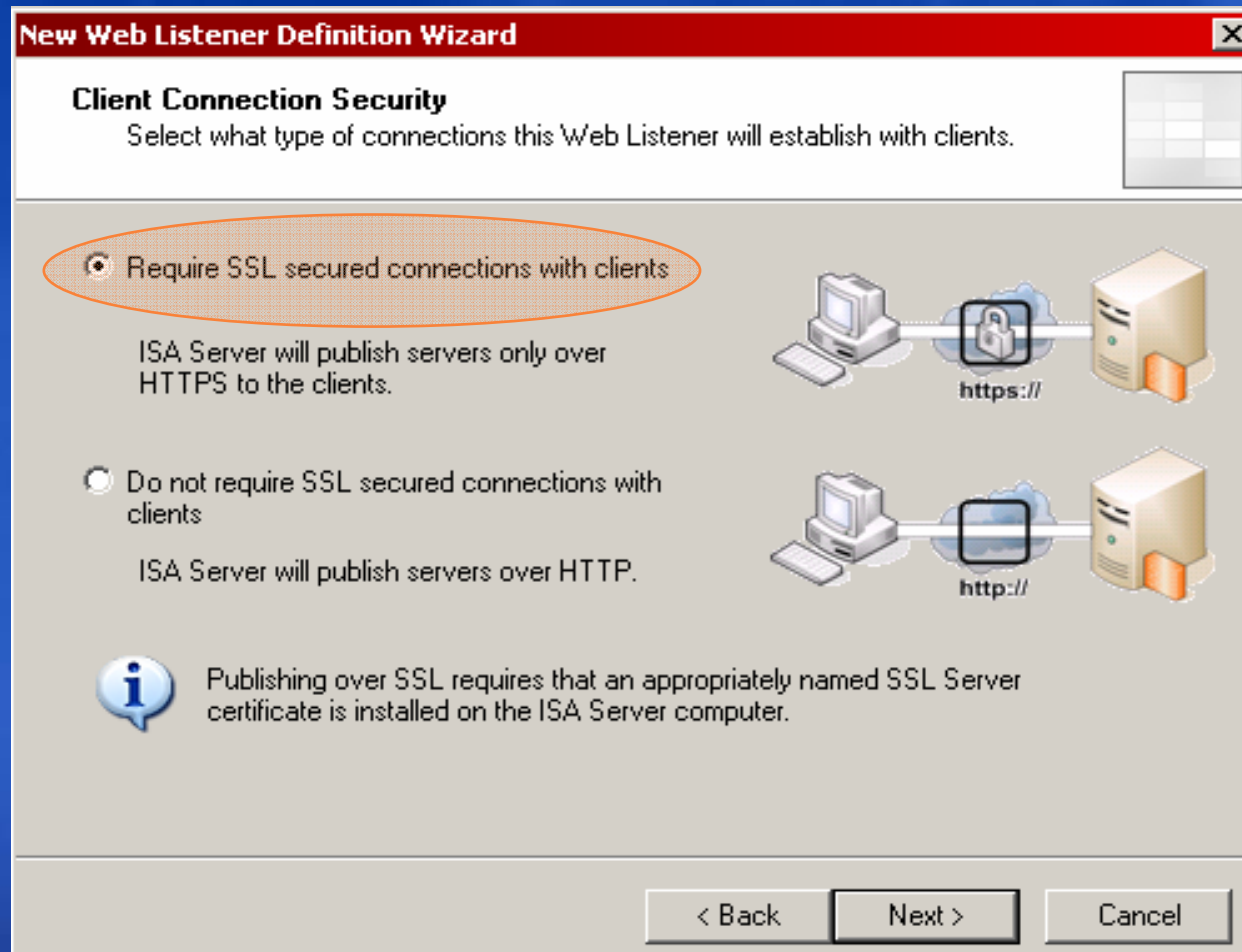 New Web Listener Definition Wizard
Client Connection Security
Select what type of connections this Web Listener will establish with clients.
Require SSL secured connections with clients
ISA Server will publish servers only over
HTTPS to the clients.
https://
Do not require SSL secured connections with
clients
ISA Server will publish servers over HTTP.
http://
Publishing over SSL requires that an appropriately named SSL Server
certificate is installed on the ISA Server computer.
< Back
Next >
Cancel